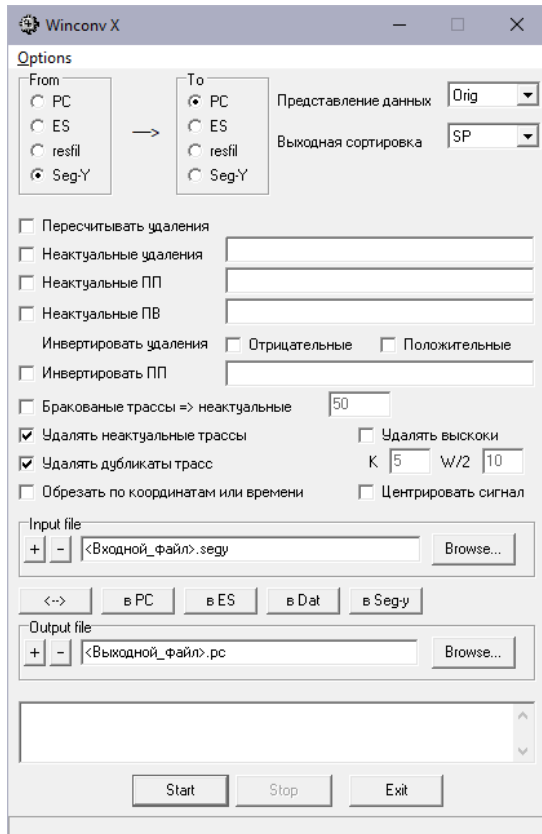 Winconv X
Options
From To
PC PC Представление данных Orig
ES —> ES
resfil resfil Выходная сортировка SP
Seg-Y Seg-Y
Пересчитывать удаления
Неактуальные удаления
Неактуальные ПП
Неактуальные ПВ
Инвертировать удаления Отрицательные Положительные
Инвертировать ПП
Бракованые трассы => неактуальные 50
Удалять неактуальные трассы Удалять выскоки
Удалять дубликаты трасс K 5 W/2 10
Обрезать по координатам или времени Центрировать сигнал
Input file
+ - <Входной_файл>.segy Browse...
<--> в PC в ES в Dat в Seg-y
Output file
+ - <Выходной_файл>.pc Browse...
Start Stop Exit